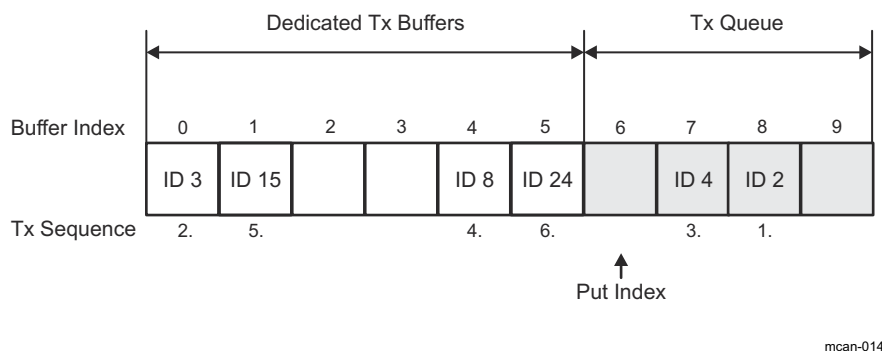 Dedicated Tx Buffers Tx Queue
Buffer Index 0 1 2 3 4 5 6 7 8 9
ID 3 ID 15 ID 8 ID 24 ID 4 ID 2
Tx Sequence 2. 5. 4. 6. 3. 1.
Put Index
mcan-014